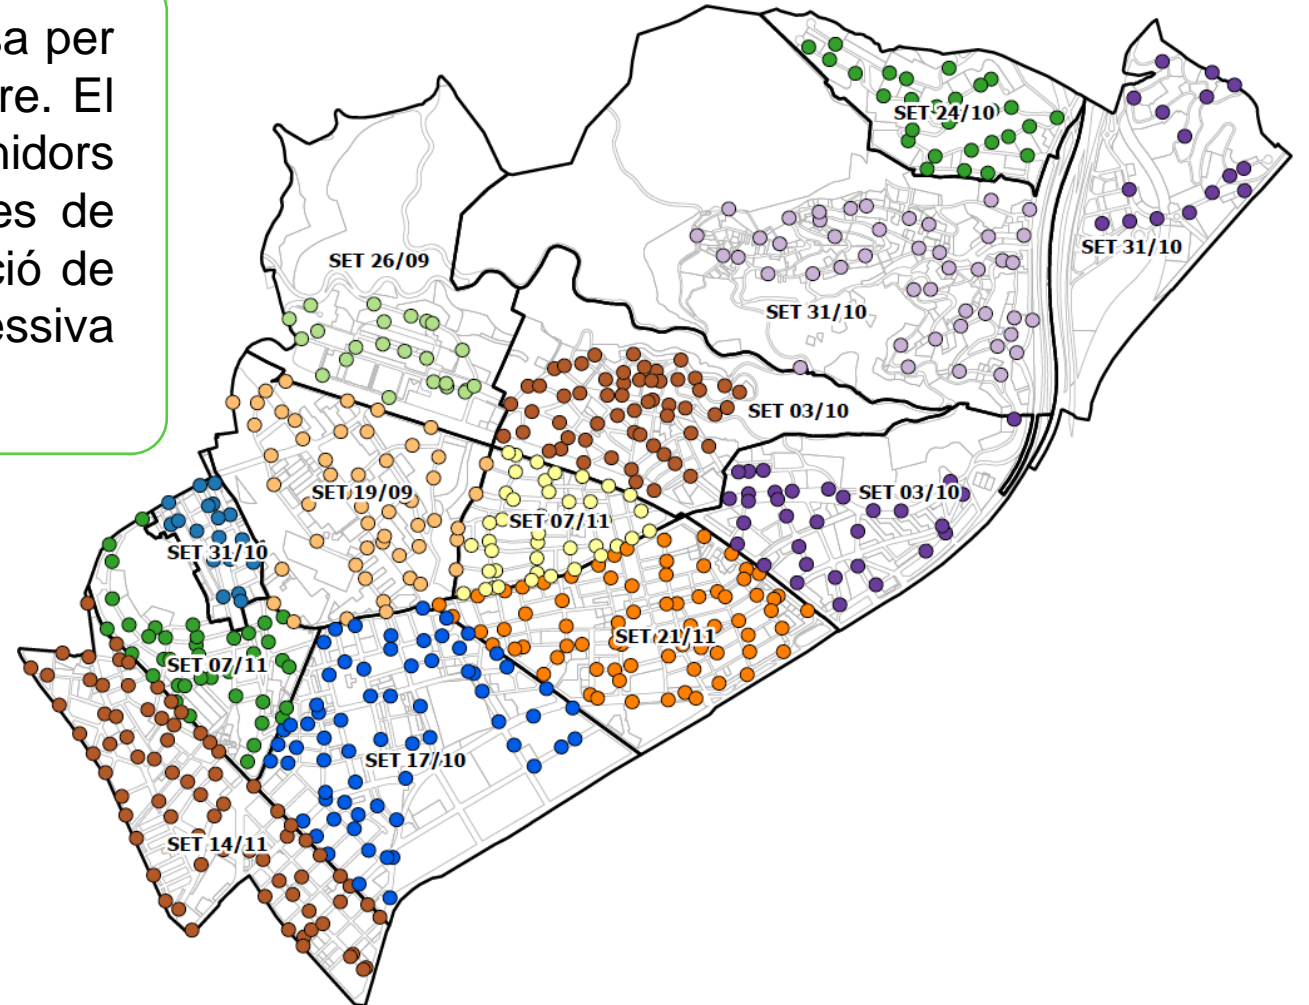 sa per
re. El
nidors
es de
ció de
essiva
SET 24/10
SET 31/10
SET 26/09
SET 31/10
SET 03/10
SET 19/09
SET 03/10
SET 07/11
SET 31/10
SET 21/11
SET 07/11
SET 17/10
SET 14/11